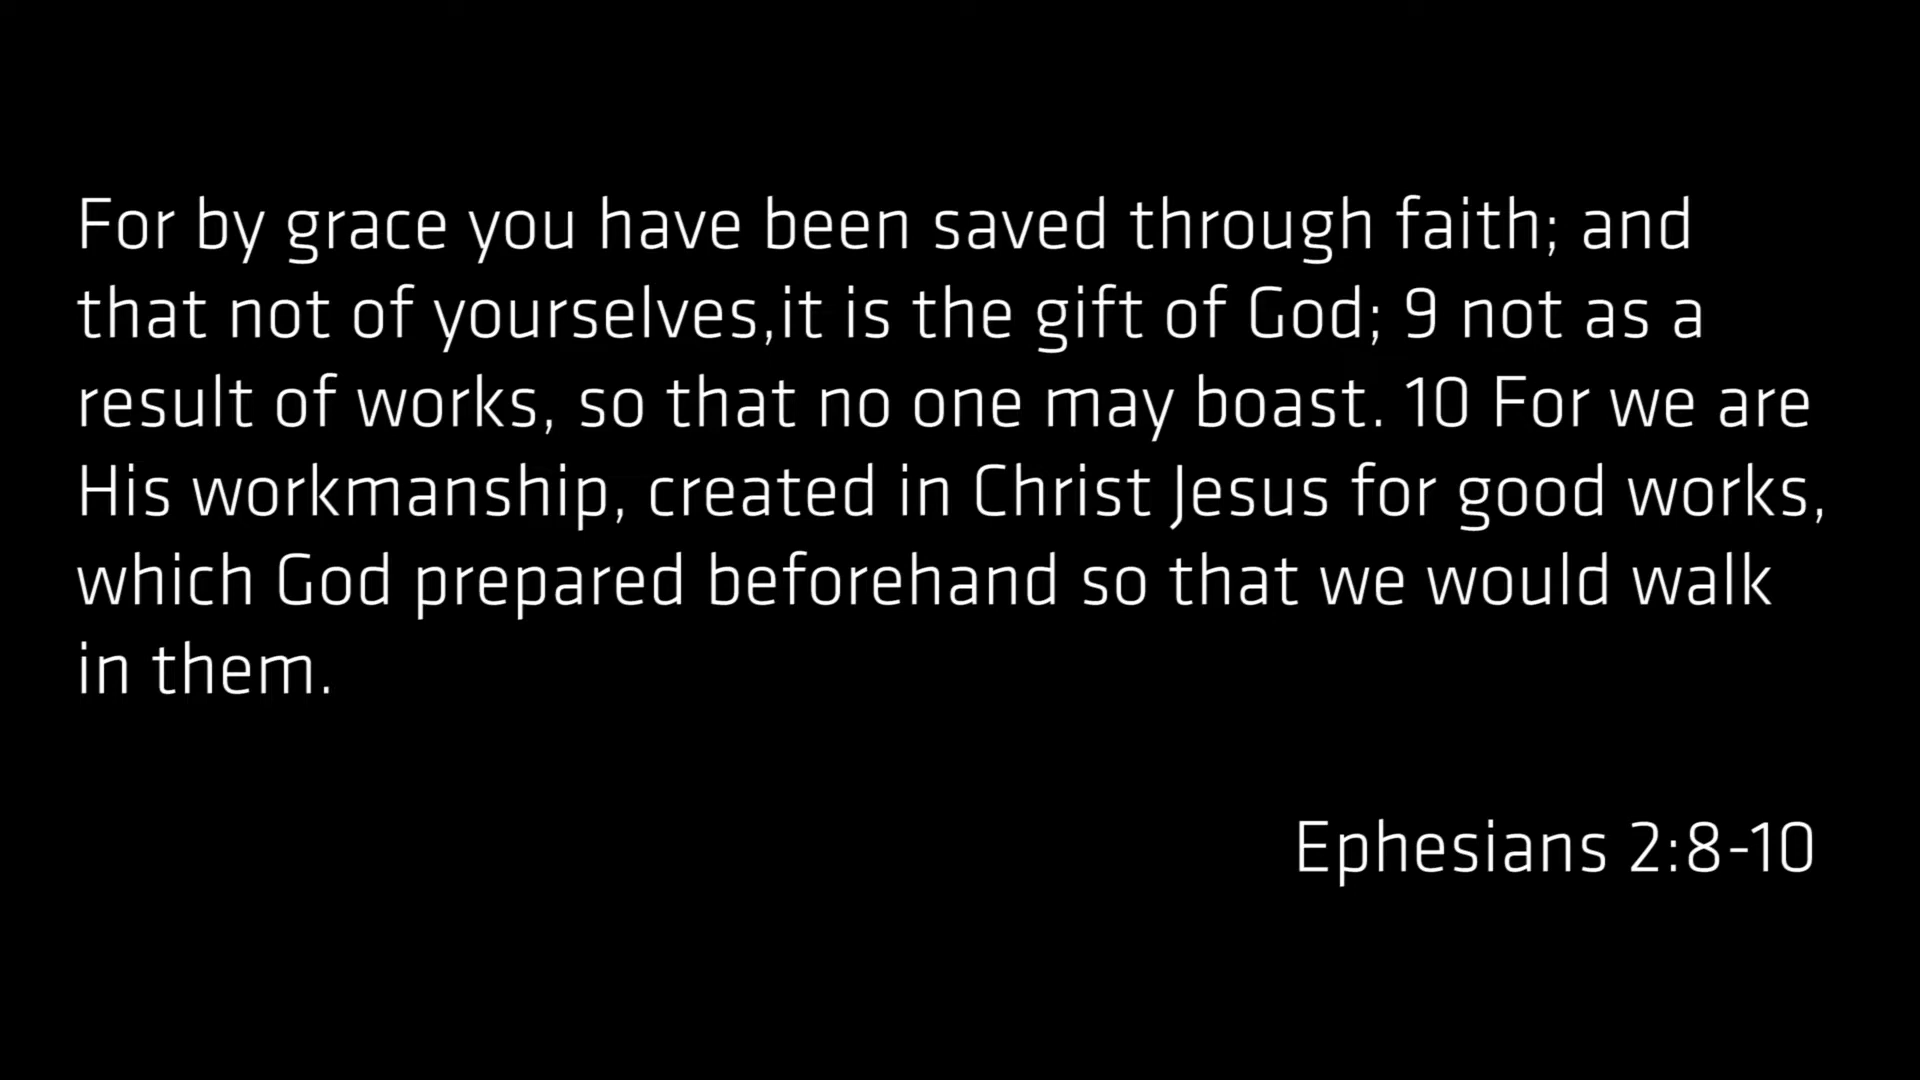 For by grace you have been saved through faith; and
that not of yourselves,it is the gift of God; 9 not as a
result of works, so that no one may boast. 10 For we are
His workmanship, created in Christ Jesus for good works,
which God prepared beforehand so that we would walk
in them.
Ephesians 2:8-10